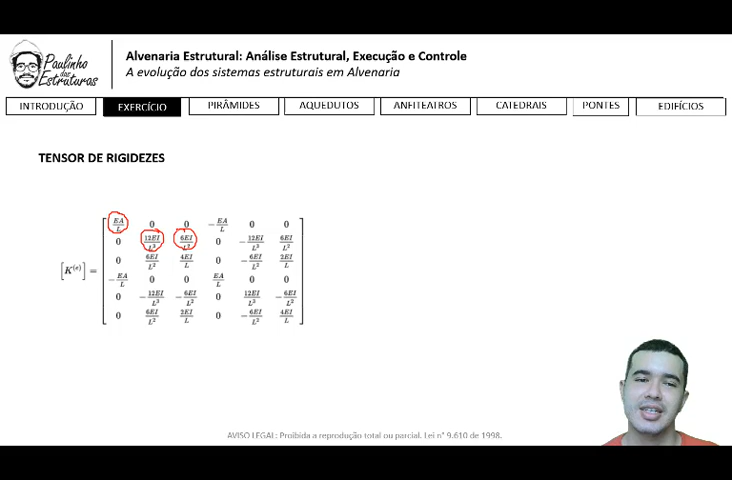 Paulinho
das
Estruturas
Alvenaria Estrutural: Análise Estrutural, Execução e Controle
A evolução dos sistemas estruturais em Alvenaria
INTRODUÇÃO EXERCÍCIO PIRÂMIDES AQUEDUTOS ANFITEATROS CATEDRAIS PONTES EDIFÍCIOS
TENSOR DE RIGIDEZES
[K^(e)] =
EA/L 0 0 -EA/L 0 0
0 12EI/L³ 6EI/L² 0 -12EI/L³ 6EI/L²
0 6EI/L² 4EI/L 0 -6EI/L² 2EI/L
-EA/L 0 0 EA/L 0 0
0 -12EI/L³ -6EI/L² 0 12EI/L³ -6EI/L²
0 6EI/L² 2EI/L 0 -6EI/L² 4EI/L
AVISO LEGAL: Proibida a reprodução total ou parcial. Lei n° 9.610 de 1998.